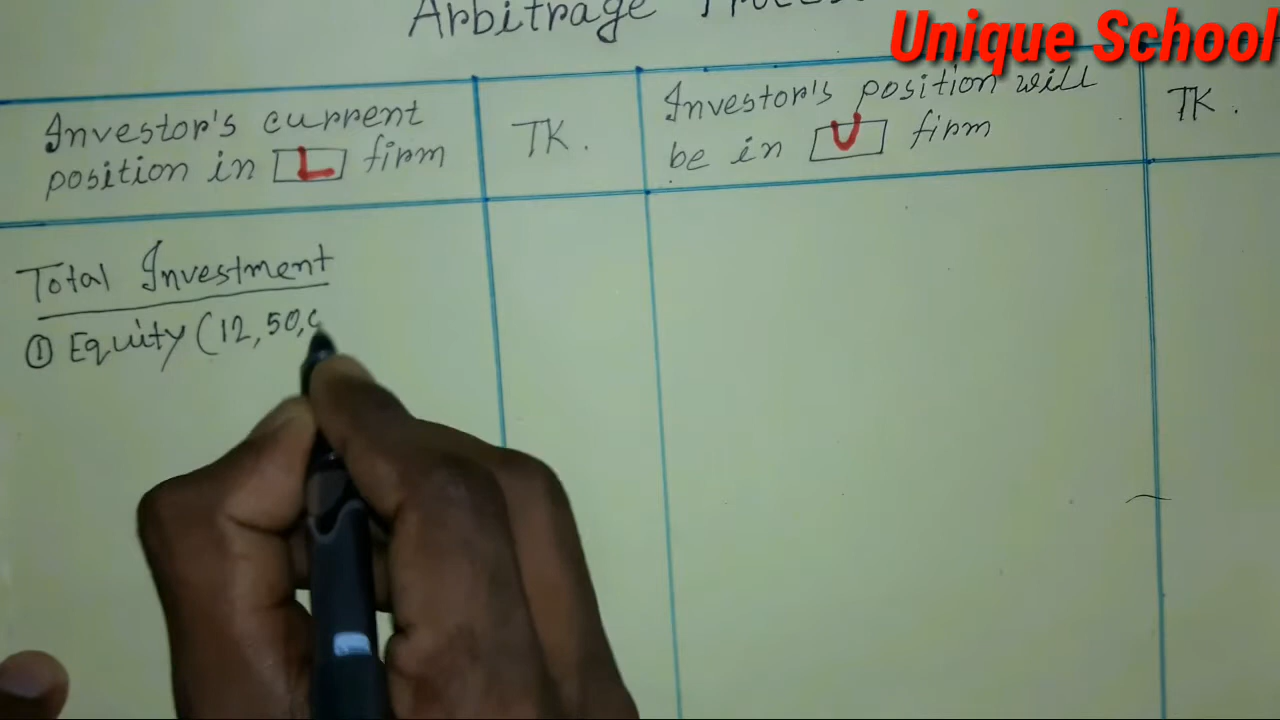 Arbitrage
Unique School
Investor's current
position in L firm
TK.
Investor's position will
be in U firm
TK.
Total Investment
① Equity (12,50,